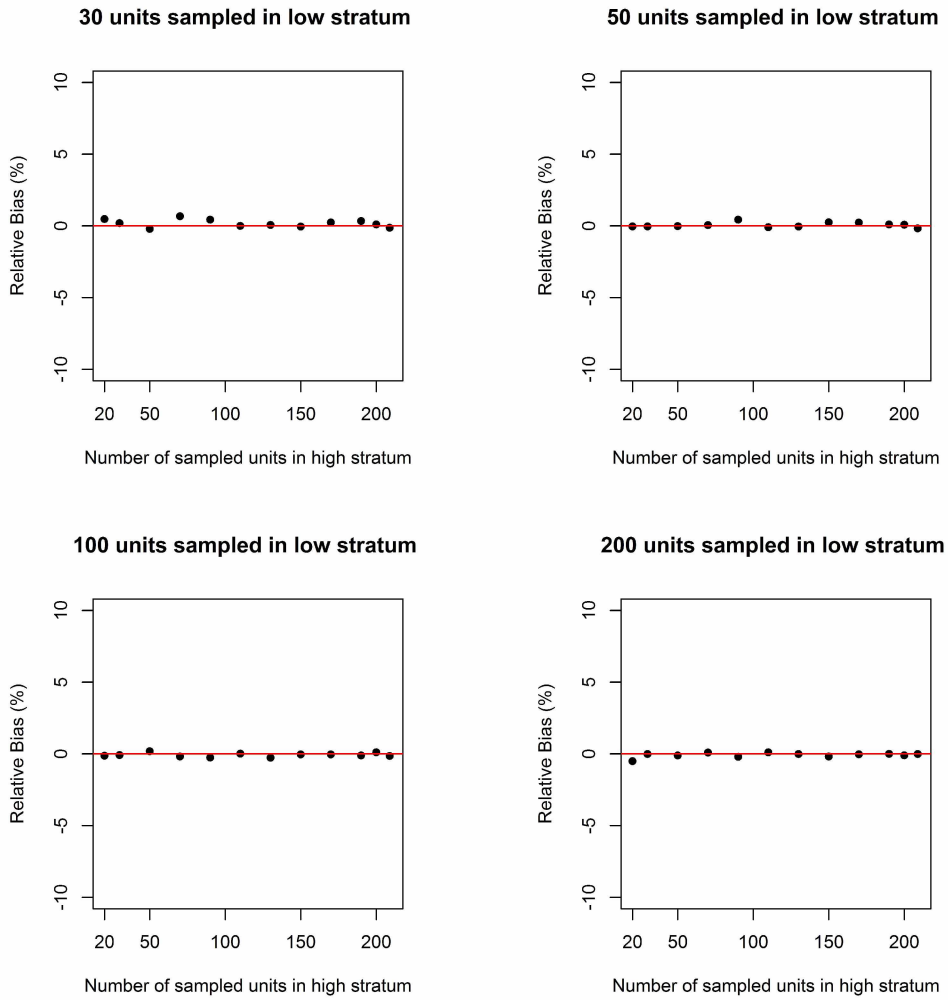 30 units sampled in low stratum
10
5
0
-5
-10
Relative Bias (%)
20 50 100 150 200
Number of sampled units in high stratum
50 units sampled in low stratum
10
5
0
-5
-10
Relative Bias (%)
20 50 100 150 200
Number of sampled units in high stratum
100 units sampled in low stratum
10
5
0
-5
-10
Relative Bias (%)
20 50 100 150 200
Number of sampled units in high stratum
200 units sampled in low stratum
10
5
0
-5
-10
Relative Bias (%)
20 50 100 150 200
Number of sampled units in high stratum